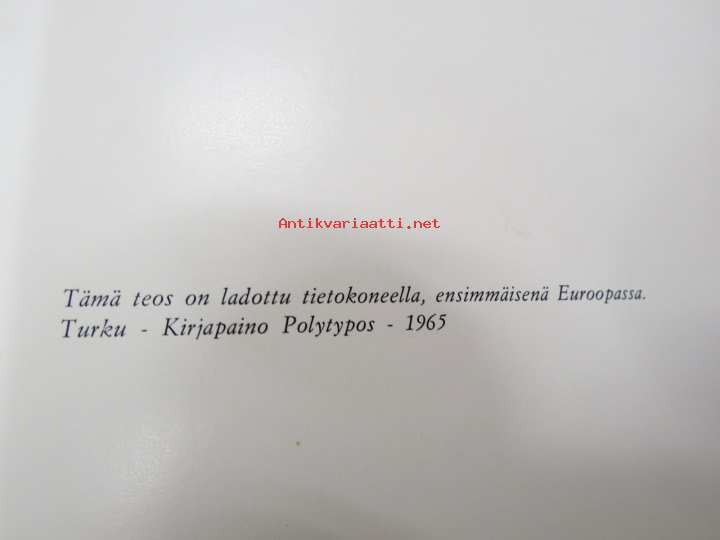 Antikvariaatti.net
Tämä teos on ladottu tietokoneella, ensimmäisenä Euroopassa.
Turku - Kirjapaino Polytypos - 1965